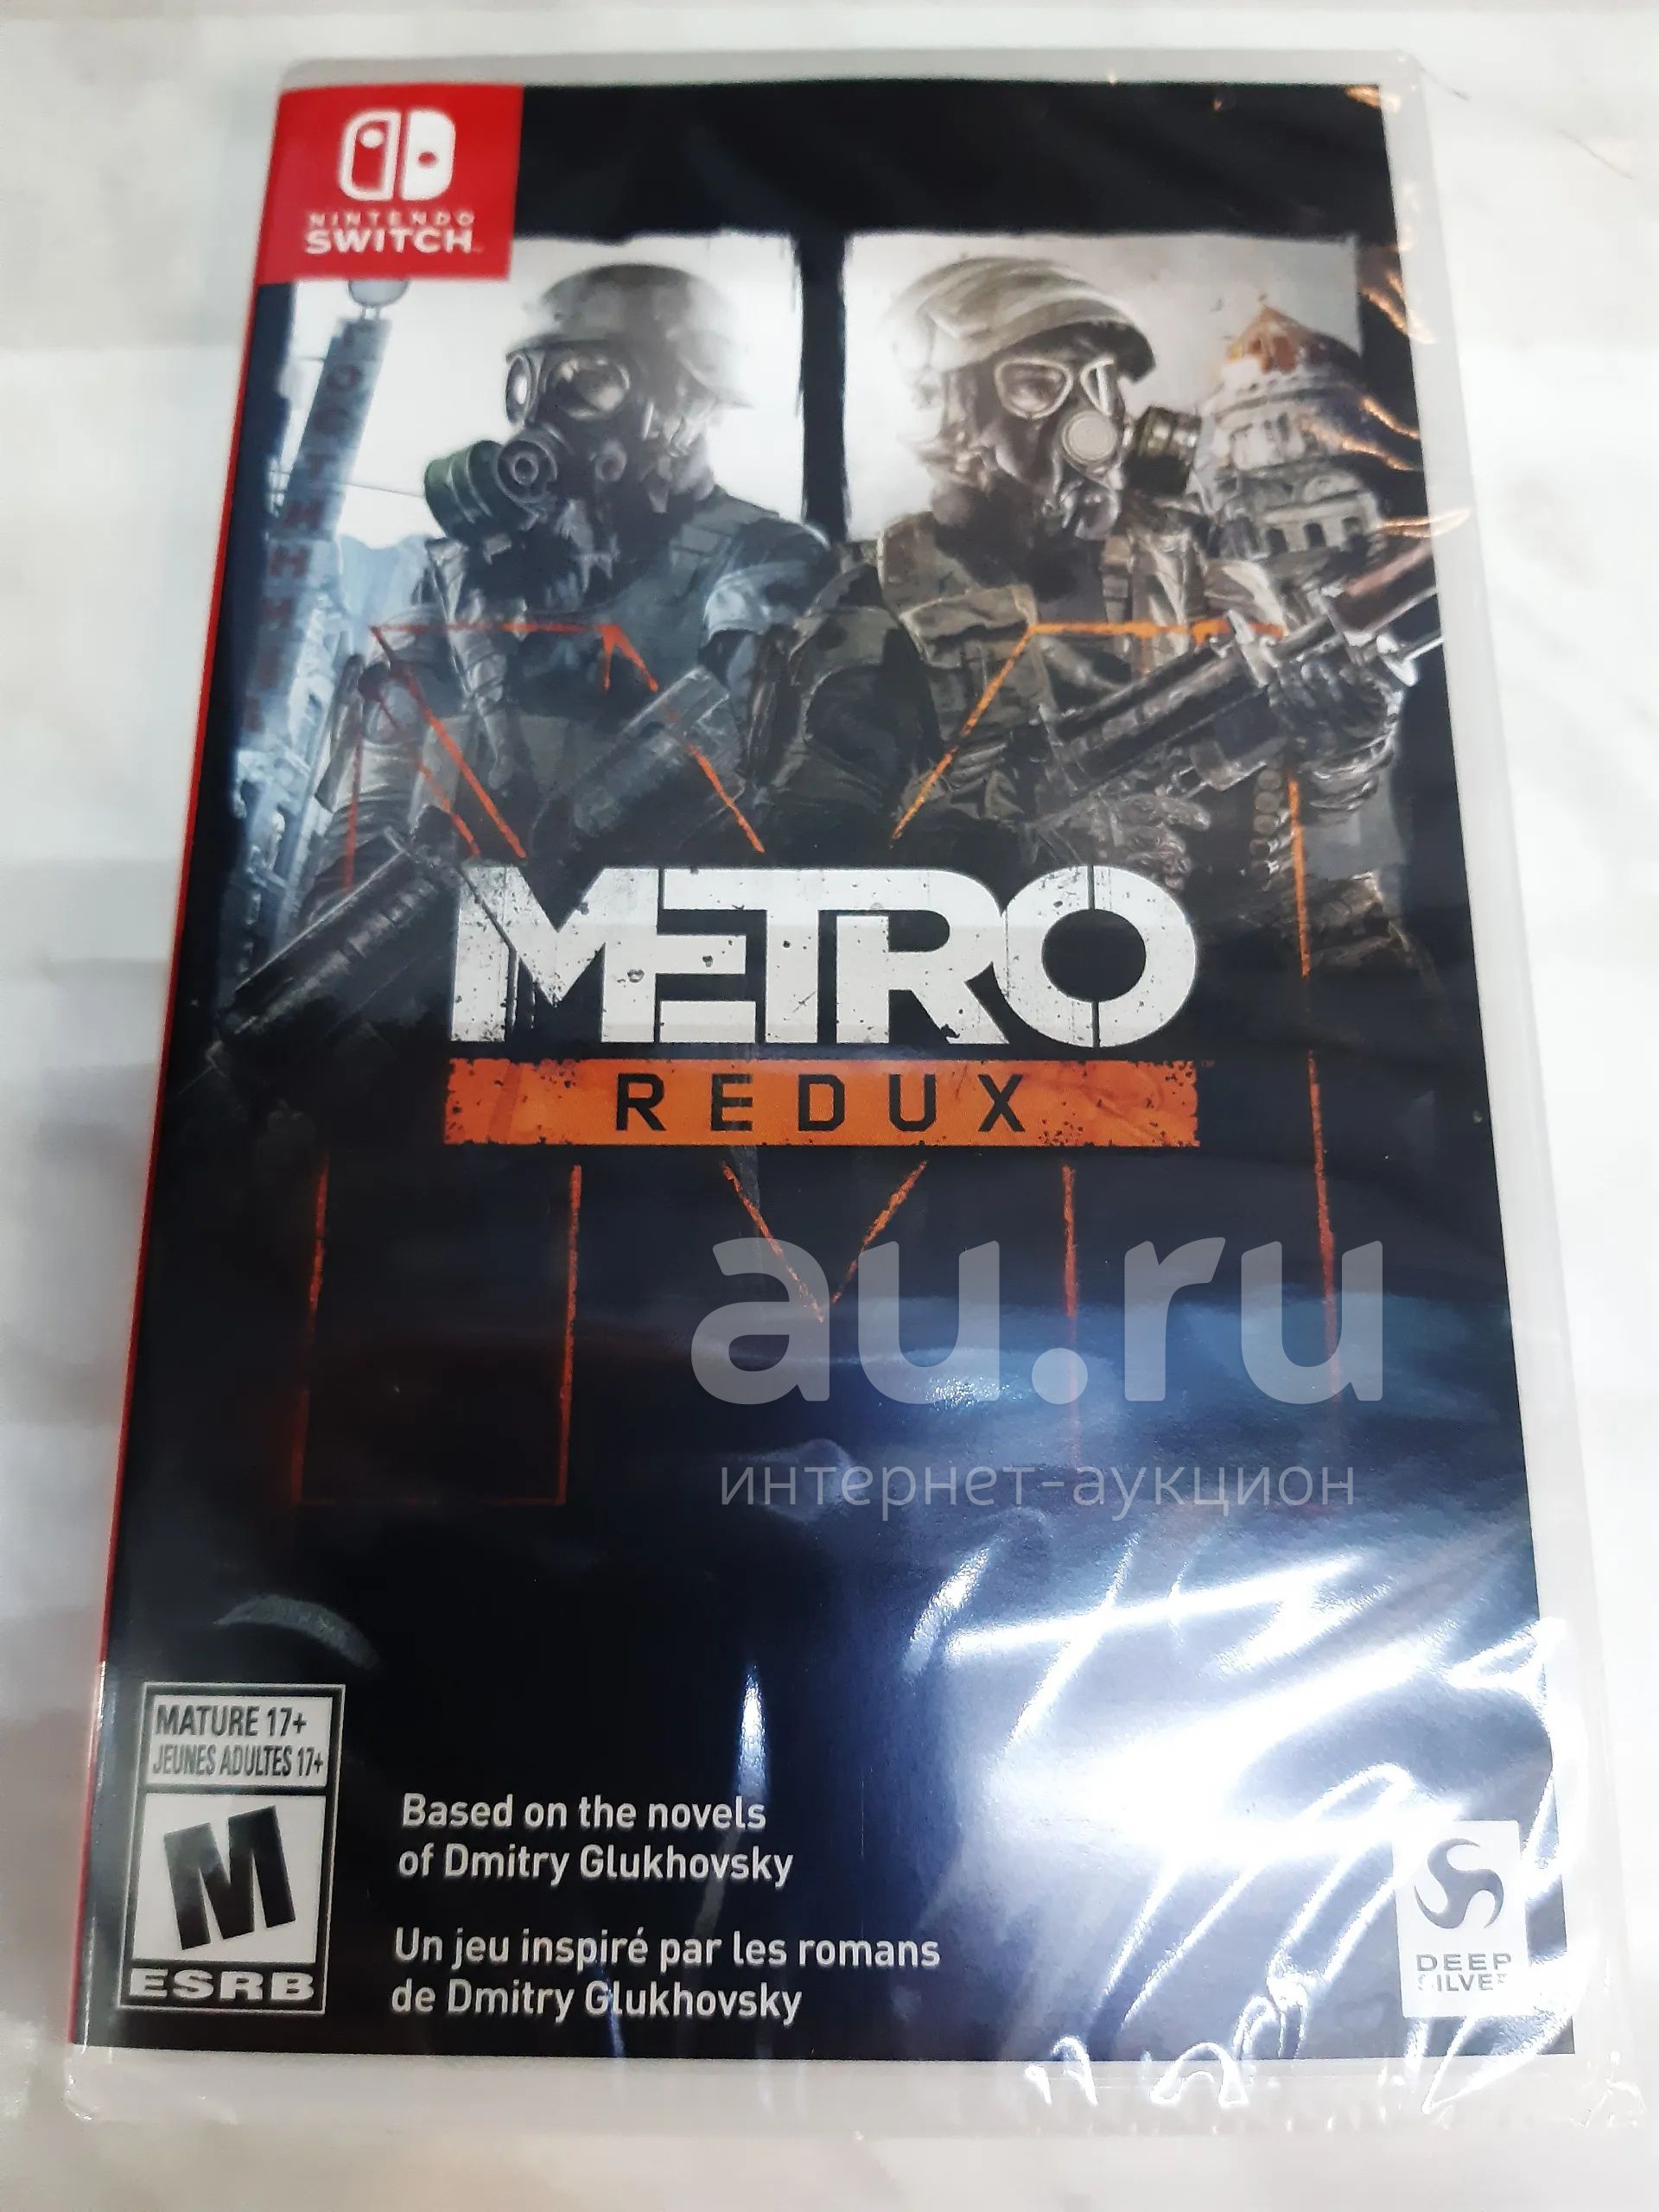 NINTENDO
SWITCH
METRO
REDUX
au.ru
интернет-аукцион
MATURE 17+
JEUNES ADULTES 17+
M
ESRB
Based on the novels
of Dmitry Glukhovsky
Un jeu inspiré par les romans
de Dmitry Glukhovsky
DEEP
SILVER